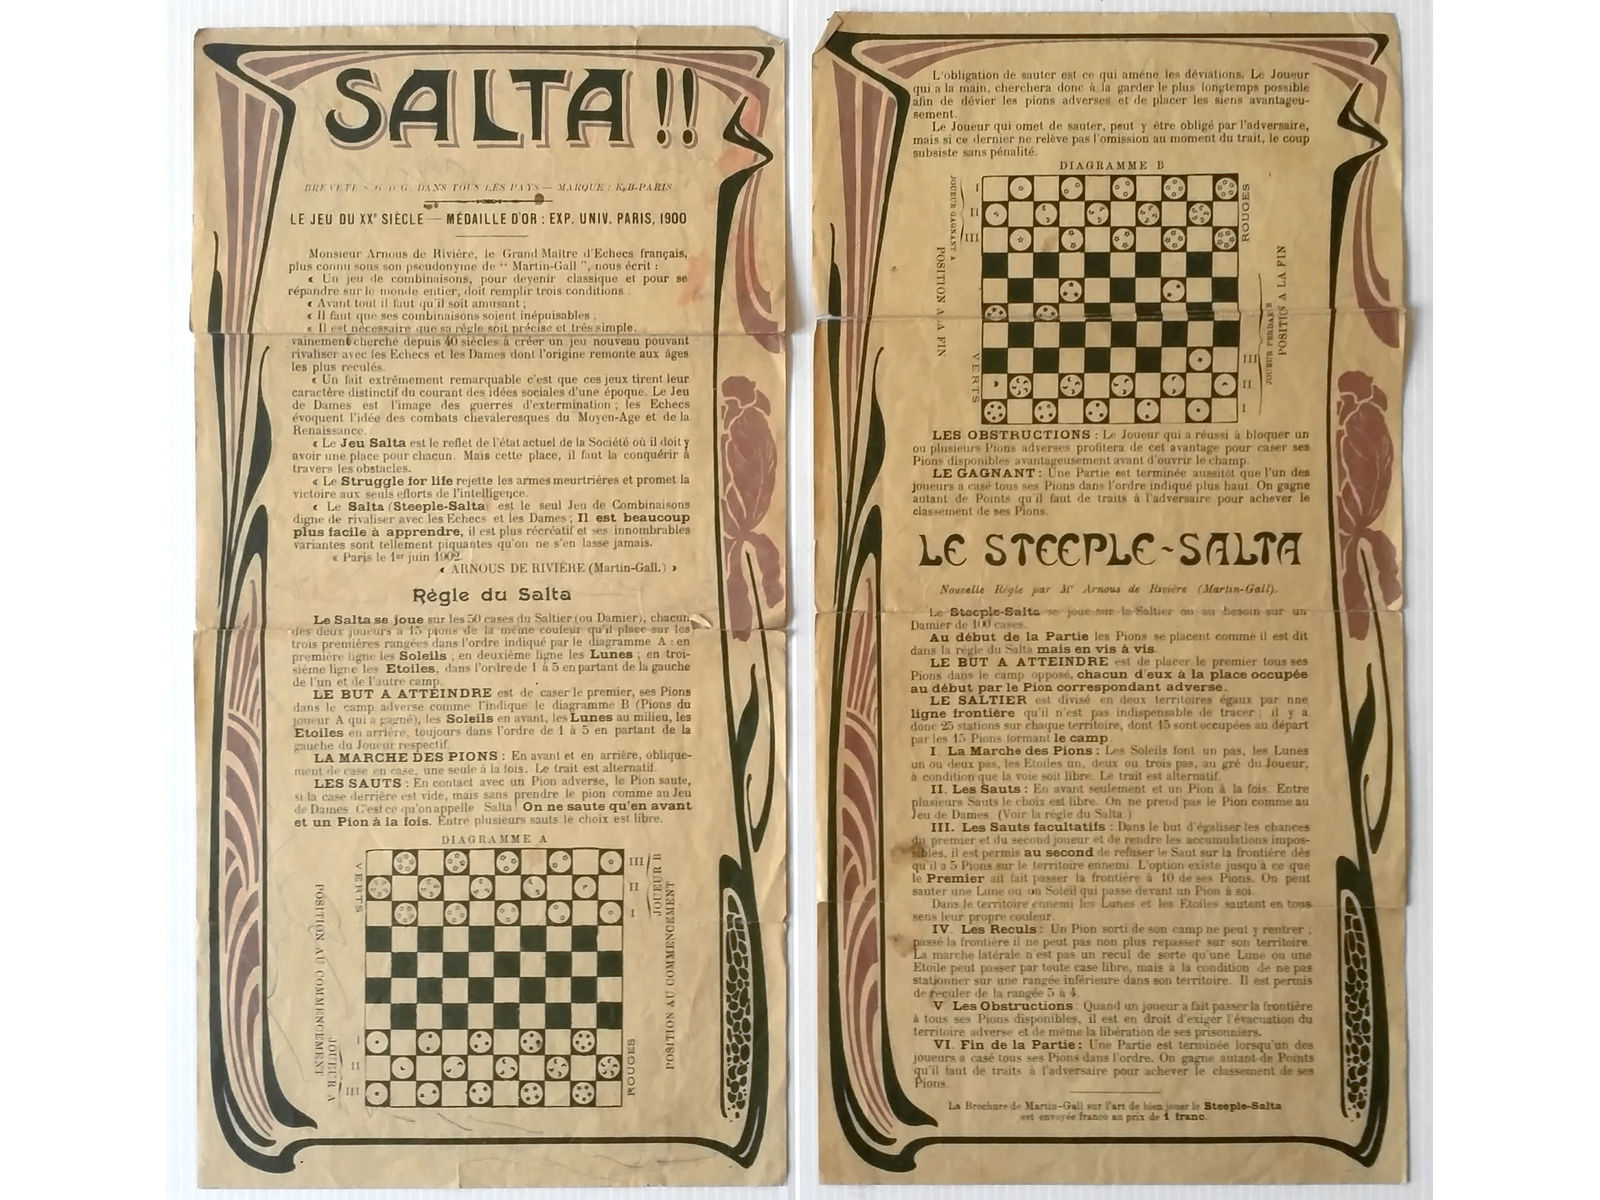 SALTA !!
BREVETÉ S. G. D. G. DANS TOUS LES PAYS — MARQUE : K&B-PARIS
LE JEU DU XXᵉ SIÈCLE — MÉDAILLE D'OR : EXP. UNIV. PARIS, 1900
Monsieur Arnous de Rivière, le Grand Maître d'Echecs français,
plus connu sous son pseudonyme de “ Martin-Gall ”, nous écrit :
« Un jeu de combinaisons, pour devenir classique et pour se
répandre sur le monde entier, doit remplir trois conditions :
« Avant tout il faut qu'il soit amusant ;
« Il faut que ses combinaisons soient inépuisables ;
« Il est nécessaire que sa règle soit précise et très simple.
vainement cherché depuis 40 siècles à créer un jeu nouveau pouvant
rivaliser avec les Echecs et les Dames dont l'origine remonte aux âges
les plus reculés.
« Un fait extrêmement remarquable c'est que ces jeux tirent leur
caractère distinctif du courant des idées sociales d'une époque. Le Jeu
de Dames est l'image des guerres d'extermination ; les Echecs
évoquent l'idée des combats chevaleresques du Moyen-Age et de la
Renaissance.
« Le Jeu Salta est le reflet de l'état actuel de la Société où il doit y
avoir une place pour chacun. Mais cette place, il faut la conquérir à
travers les obstacles.
« Le Struggle for life rejette les armes meurtrières et promet la
victoire aux seuls efforts de l'intelligence.
« Le Salta (Steeple-Salta) est le seul Jeu de Combinaisons
digne de rivaliser avec les Echecs et les Dames ; Il est beaucoup
plus facile à apprendre, il est plus récréatif et ses innombrables
variantes sont tellement piquantes qu'on ne s'en lasse jamais.
« Paris le 1ᵉʳ juin 1902.
« ARNOUS DE RIVIÈRE (Martin-Gall.) »
Règle du Salta
Le Salta se joue sur les 50 cases du Saltier (ou Damier), chacun
des deux joueurs a 15 pions de la même couleur qu'il place sur les
trois premières rangées dans l'ordre indiqué par le diagramme A : en
première ligne les Soleils ; en deuxième ligne les Lunes ; en troi-
sième ligne les Etoiles, dans l'ordre de 1 à 5 en partant de la gauche
de l'un et de l'autre camp.
LE BUT A ATTEINDRE est de caser le premier, ses Pions
dans le camp adverse comme l'indique le diagramme B (Pions du
joueur A qui a gagné), les Soleils en avant, les Lunes au milieu, les
Etoiles en arrière, toujours dans l'ordre de 1 à 5 en partant de la
gauche du Joueur respectif.
LA MARCHE DES PIONS : En avant et en arrière, oblique-
ment de case en case, une seule à la fois. Le trait est alternatif.
LES SAUTS : En contact avec un Pion adverse, le Pion saute,
si la case derrière est vide, mais sans prendre le pion comme au Jeu
de Dames C'est ce qu'on appelle Salta ! On ne saute qu'en avant
et un Pion à la fois. Entre plusieurs sauts le choix est libre.
DIAGRAMME A
VERTS
III
II
I
JOUEUR B
POSITION AU COMMENCEMENT
POSITION AU COMMENCEMENT
JOUEUR A
I
II
III
ROUGES
L'obligation de sauter est ce qui amène les déviations. Le Joueur
qui a la main, cherchera donc à la garder le plus longtemps possible
afin de dévier les pions adverses et de placer les siens avantageu-
sement.
Le Joueur qui omet de sauter, peut y être obligé par l'adversaire,
mais si ce dernier ne relève pas l'omission au moment du trait, le coup
subsiste sans pénalité.
DIAGRAMME B
JOUEUR GAGNANT A
POSITION A LA FIN
I
II
III
ROUGES
VERTS
III
II
I
JOUEUR PERDANT B
POSITION A LA FIN
LES OBSTRUCTIONS : Le Joueur qui a réussi à bloquer un
ou plusieurs Pions adverses profitera de cet avantage pour caser ses
Pions disponibles avantageusement avant d'ouvrir le champ.
LE GAGNANT : Une Partie est terminée aussitôt que l'un des
joueurs a casé tous ses Pions dans l'ordre indiqué plus haut. On gagne
autant de Points qu'il faut de traits à l'adversaire pour achever le
classement de ses Pions.
LE STEEPLE-SALTA
Nouvelle Règle par Mʳ Arnous de Rivière (Martin-Gall).
Le Steeple-Salta se joue sur le Saltier ou au besoin sur un
Damier de 100 cases.
Au début de la Partie les Pions se placent comme il est dit
dans la règle du Salta mais en vis à vis.
LE BUT A ATTEINDRE est de placer le premier tous ses
Pions dans le camp opposé, chacun d'eux à la place occupée
au début par le Pion correspondant adverse.
LE SALTIER est divisé en deux territoires égaux par une
ligne frontière qu'il n'est pas indispensable de tracer ; il y a
donc 25 stations sur chaque territoire, dont 15 sont occupées au départ
par les 15 Pions formant le camp.
I. La Marche des Pions : Les Soleils font un pas, les Lunes
un ou deux pas, les Etoiles un, deux ou trois pas, au gré du Joueur,
à condition que la voie soit libre. Le trait est alternatif.
II. Les Sauts : En avant seulement et un Pion à la fois. Entre
plusieurs Sauts le choix est libre. On ne prend pas le Pion comme au
Jeu de Dames. (Voir la règle du Salta.)
III. Les Sauts facultatifs : Dans le but d'égaliser les chances
du premier et du second joueur et de rendre les accumulations impos-
sibles, il est permis au second de refuser le Saut sur la frontière dès
qu'il a 5 Pions sur le territoire ennemi. L'option existe jusqu'à ce que
le Premier ait fait passer la frontière à 10 de ses Pions. On peut
sauter une Lune ou un Soleil qui passe devant un Pion à soi.
Dans le territoire ennemi les Lunes et les Etoiles sautent en tous
sens leur propre couleur.
IV. Les Reculs : Un Pion sorti de son camp ne peut y rentrer ;
passé la frontière il ne peut pas non plus repasser sur son territoire.
La marche latérale n'est pas un recul de sorte qu'une Lune ou une
Etoile peut passer par toute case libre, mais à la condition de ne pas
stationner sur une rangée inférieure dans son territoire. Il est permis
de reculer de la rangée 5 à 4.
V Les Obstructions : Quand un joueur a fait passer la frontière
à tous ses Pions disponibles, il est en droit d'exiger l'évacuation du
territoire adverse et de même la libération de ses prisonniers.
VI. Fin de la Partie : Une Partie est terminée lorsqu'un des
joueurs a casé tous ses Pions dans l'ordre. On gagne autant de Points
qu'il faut de traits à l'adversaire pour achever le classement de ses
Pions.
La Brochure de Martin-Gall sur l'art de bien jouer le Steeple-Salta
est envoyée franco au prix de 1 franc.